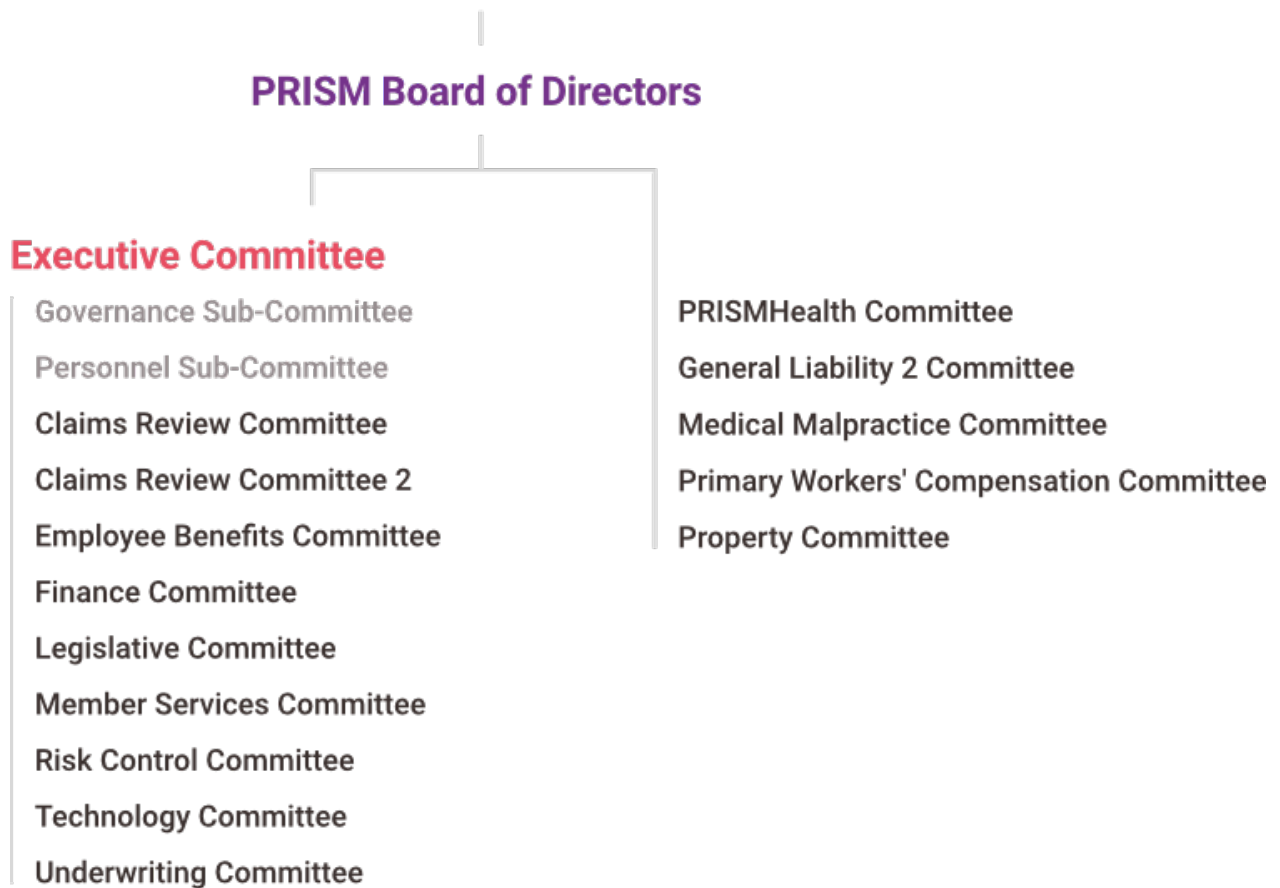 PRISM Board of Directors
Executive Committee
Governance Sub-Committee
Personnel Sub-Committee
Claims Review Committee
Claims Review Committee 2
Employee Benefits Committee
Finance Committee
Legislative Committee
Member Services Committee
Risk Control Committee
Technology Committee
Underwriting Committee
PRISMHealth Committee
General Liability 2 Committee
Medical Malpractice Committee
Primary Workers' Compensation Committee
Property Committee